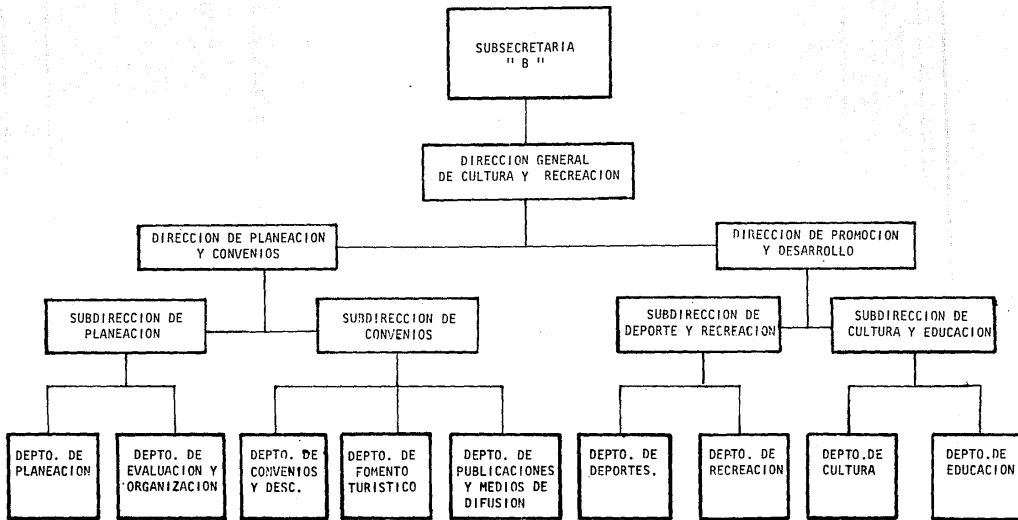 SUBSECRETARIA
" B "
DIRECCION GENERAL
DE CULTURA Y RECREACION
DIRECCION DE PLANEACION
Y CONVENIOS
DIRECCION DE PROMOCION
Y DESARROLLO
SUBDIRECCION DE
PLANEACION
SUBDIRECCION DE
CONVENIOS
SUBDIRECCION DE
DEPORTE Y RECREACION
SUBDIRECCION DE
CULTURA Y EDUCACION
DEPTO. DE
PLANEACION
DEPTO. DE
EVALUACION Y
ORGANIZACION
DEPTO. DE
CONVENIOS
Y DESC.
DEPTO. DE
FOMENTO
TURISTICO
DEPTO. DE
PUBLICACIONES
Y MEDIOS DE
DIFUSION
DEPTO. DE
DEPORTES.
DEPTO. DE
RECREACION
DEPTO.DE
CULTURA
DEPTO.DE
EDUCACION